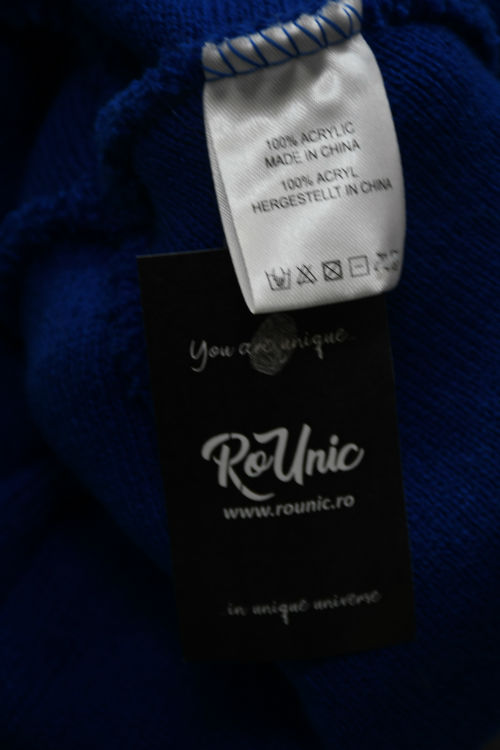 100% ACRYLIC
MADE IN CHINA
100% ACRYL
HERGESTELLT IN CHINA
You are unique
RoUnic
www.rounic.ro
in unique universe